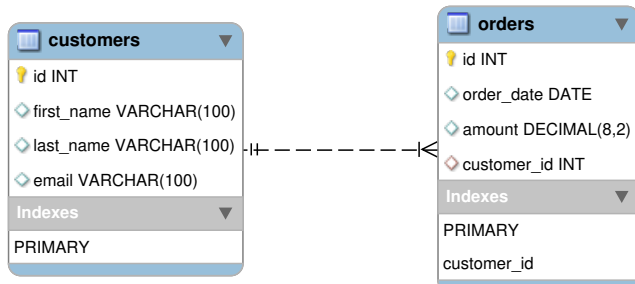 customers
id INT
first_name VARCHAR(100)
last_name VARCHAR(100)
email VARCHAR(100)
Indexes
PRIMARY
orders
id INT
order_date DATE
amount DECIMAL(8,2)
customer_id INT
Indexes
PRIMARY
customer_id